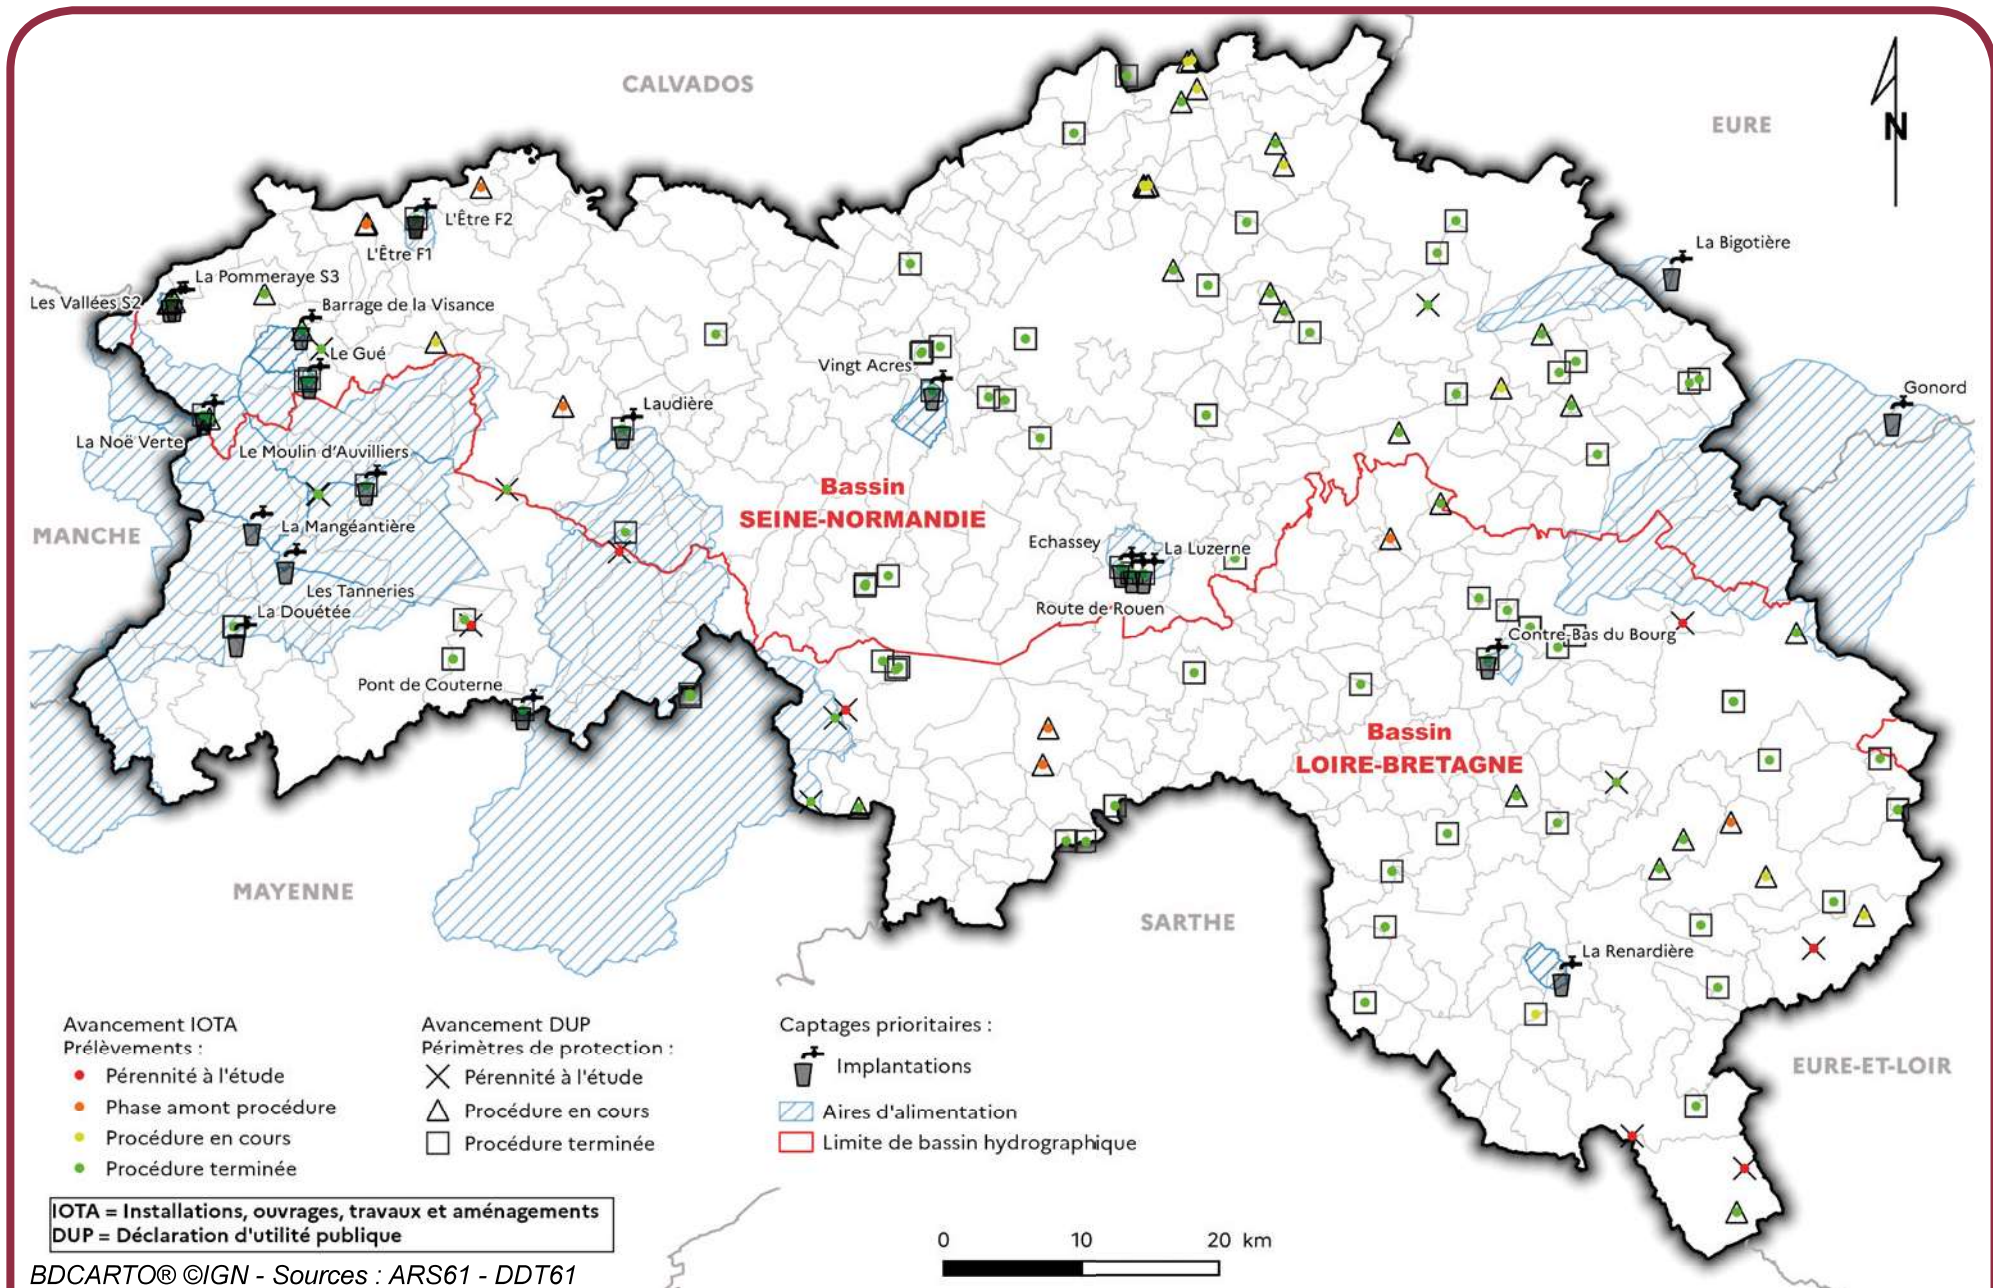 CALVADOS
EURE
N
L'Être F2
L'Être F1
La Bigotière
La Pommeraye S3
Les Vallées S2
Barrage de la Visance
Le Gué
Vingt Acres
Gonord
Laudière
La Noë Verte
Le Moulin d'Auvilliers
Bassin
SEINE-NORMANDIE
MANCHE
La Mangéantière
Echassey
La Luzerne
Les Tanneries
La Douétée
Route de Rouen
Contre-Bas du Bourg
Pont de Couterne
Bassin
LOIRE-BRETAGNE
MAYENNE
SARTHE
La Renardière
EURE-ET-LOIR
Avancement IOTA
Prélèvements :
Pérennité à l'étude
Phase amont procédure
Procédure en cours
Procédure terminée
Avancement DUP
Périmètres de protection :
Pérennité à l'étude
Procédure en cours
Procédure terminée
Captages prioritaires :
Implantations
Aires d'alimentation
Limite de bassin hydrographique
IOTA = Installations, ouvrages, travaux et aménagements
DUP = Déclaration d'utilité publique
0 10 20 km
BDCARTO® ©IGN - Sources : ARS61 - DDT61